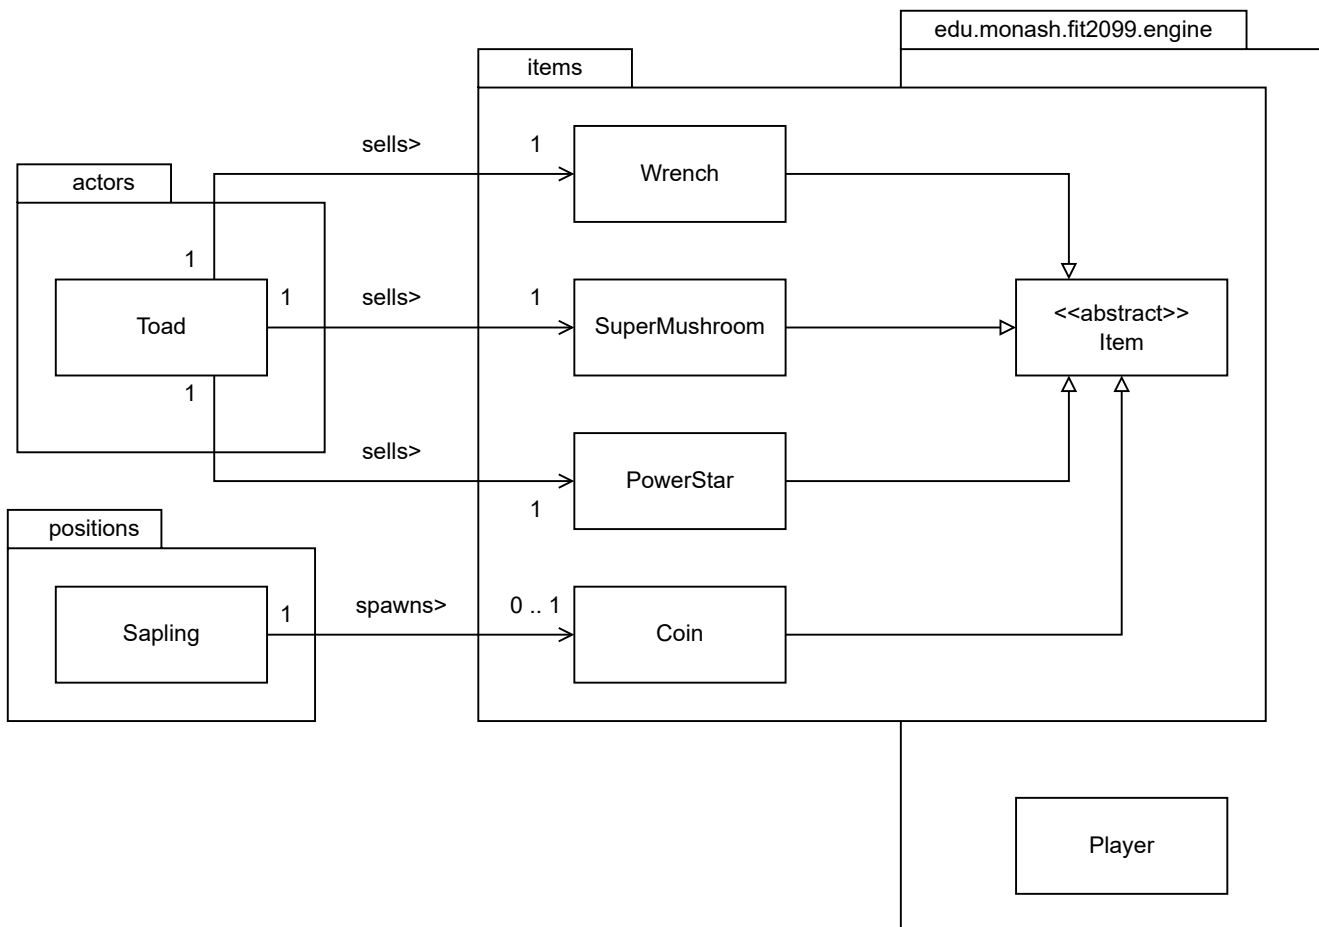 edu.monash.fit2099.engine
items
sells>
1
Wrench
actors
1
Toad
1
sells>
1
SuperMushroom
<<abstract>>
Item
1
sells>
PowerStar
1
positions
Sapling
1
spawns>
0 .. 1
Coin
Player